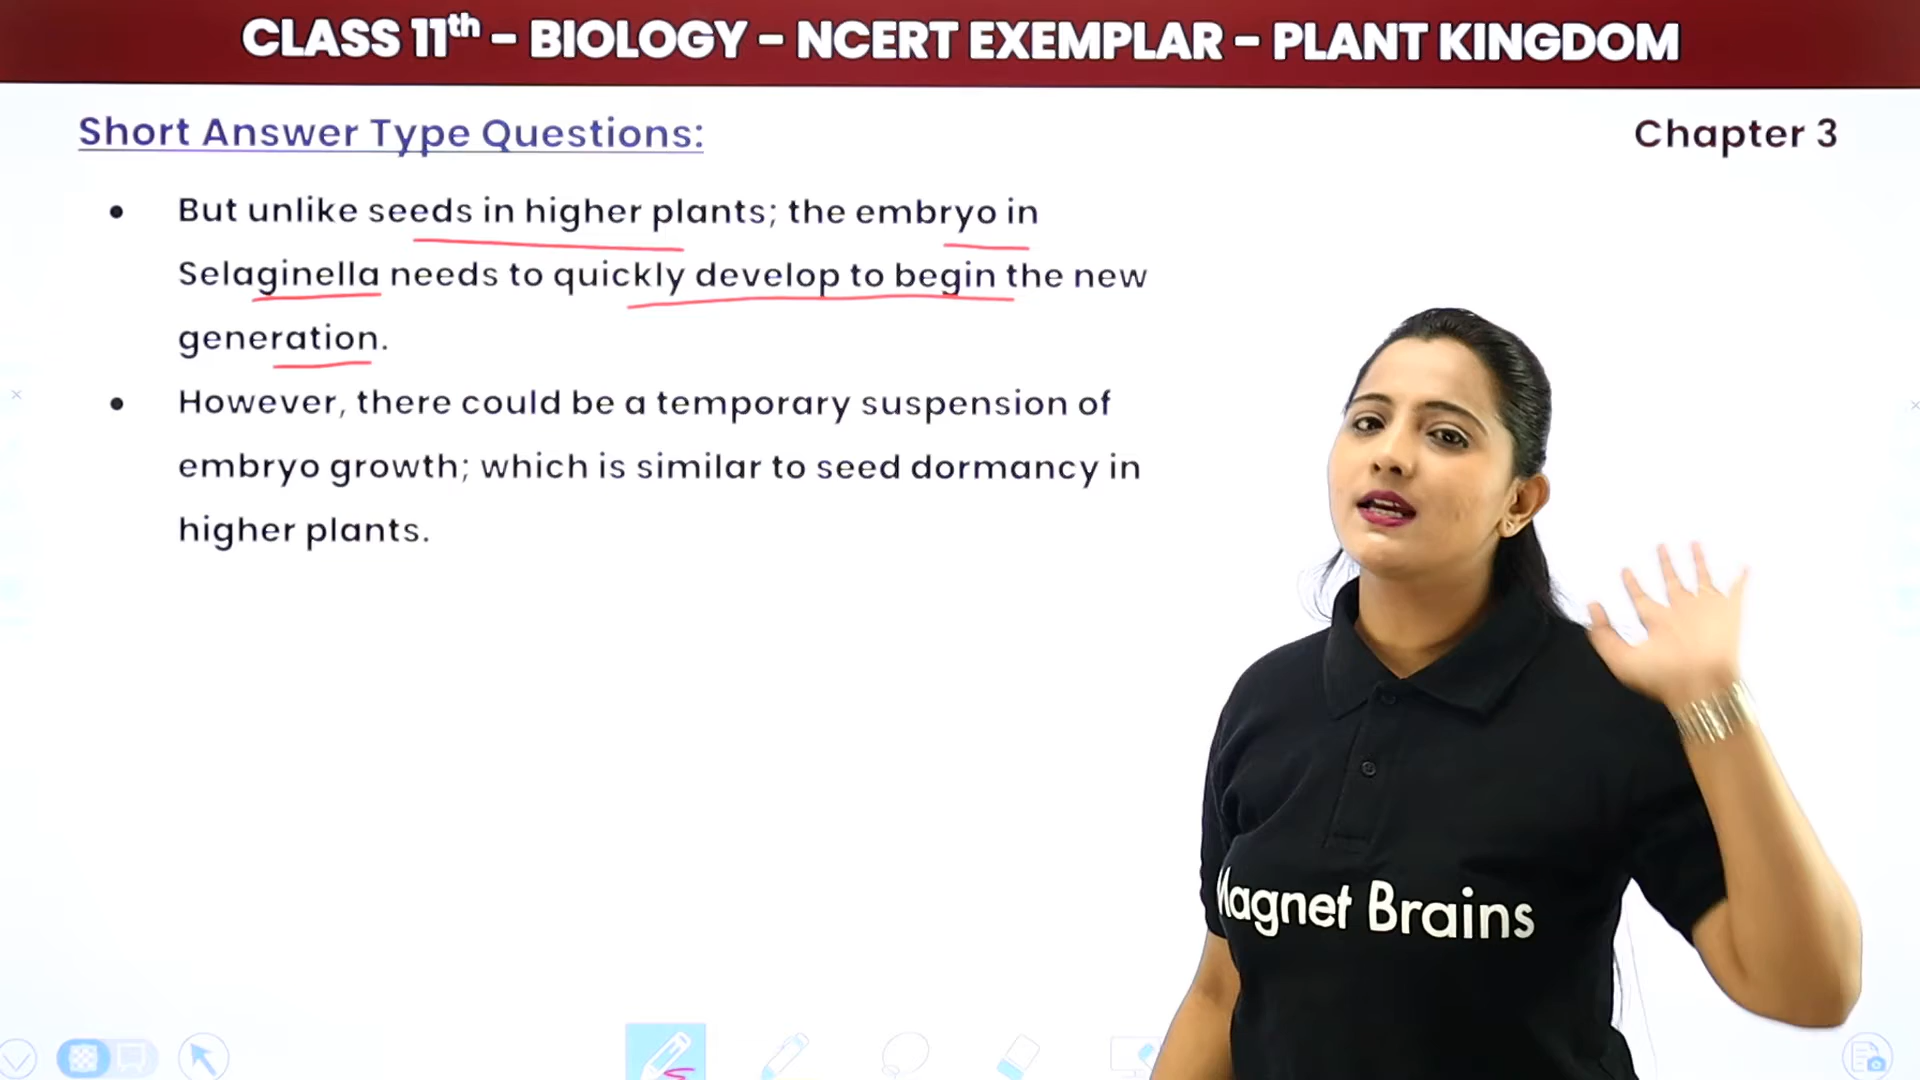 CLASS 11th - BIOLOGY - NCERT EXEMPLAR - PLANT KINGDOM
Short Answer Type Questions:
Chapter 3
• But unlike seeds in higher plants; the embryo in
Selaginella needs to quickly develop to begin the new
generation.
• However, there could be a temporary suspension of
embryo growth; which is similar to seed dormancy in
higher plants.
Magnet Brains